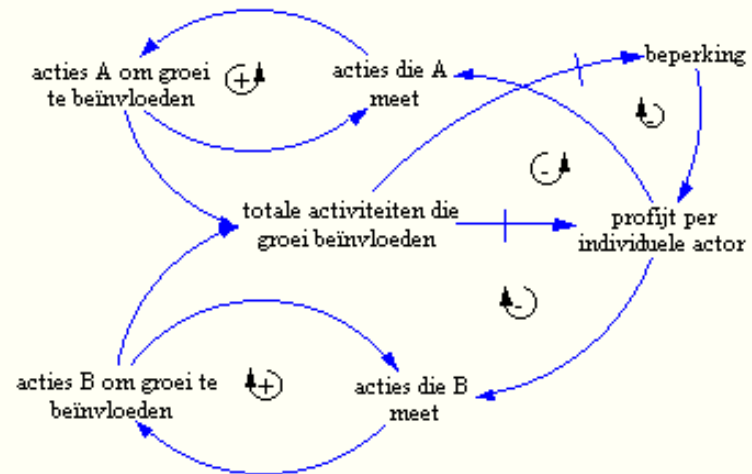 acties A om groei
te beïnvloeden
+
acties die A
meet
beperking
-
-
totale activiteiten die
groei beïnvloeden
profijt per
individuele actor
-
acties B om groei te
beïnvloeden
+
acties die B
meet